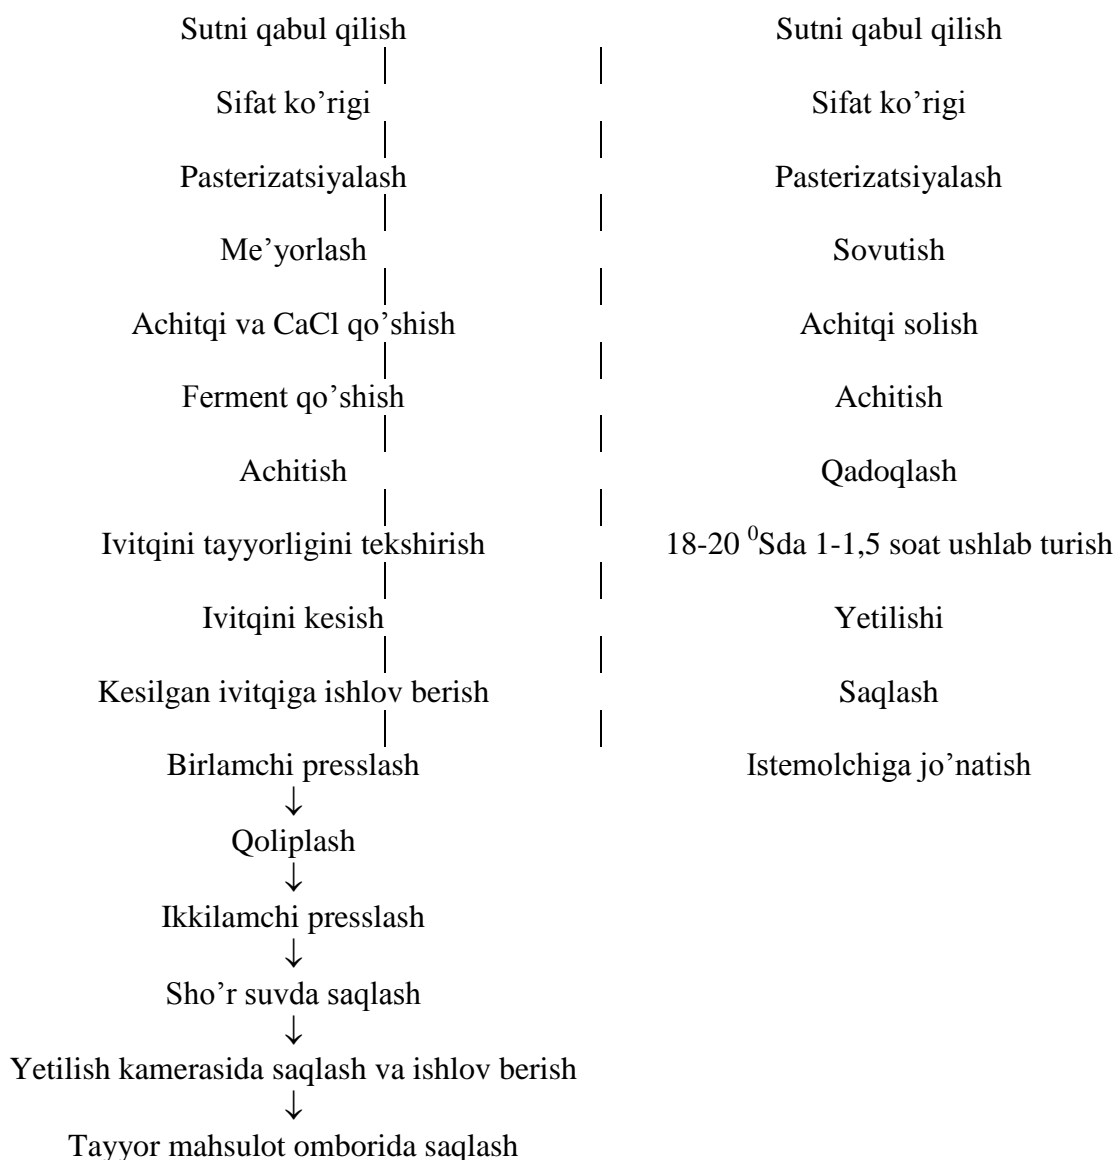 Sutni qabul qilish
Sifat ko’rigi
Pasterizatsiyalash
Me’yorlash
Achitqi va CaCl qo’shish
Ferment qo’shish
Achitish
Ivitqini tayyorligini tekshirish
Ivitqini kesish
Kesilgan ivitqiga ishlov berish
Birlamchi presslash
Qoliplash
Ikkilamchi presslash
Sho’r suvda saqlash
Yetilish kamerasida saqlash va ishlov berish
Tayyor mahsulot omborida saqlash
Sutni qabul qilish
Sifat ko’rigi
Pasterizatsiyalash
Sovutish
Achitqi solish
Achitish
Qadoqlash
18-20 ⁰Sda 1-1,5 soat ushlab turish
Yetilishi
Saqlash
Istemolchiga jo’natish